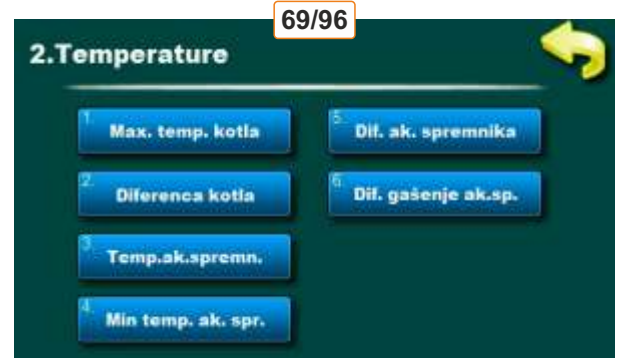 69/96
2.Temperature
1. Max. temp. kotla
2. Diferenca kotla
3. Temp.ak.spremn.
4. Min temp. ak. spr.
5. Dif. ak. spremnika
6. Dif. gašenje ak.sp.